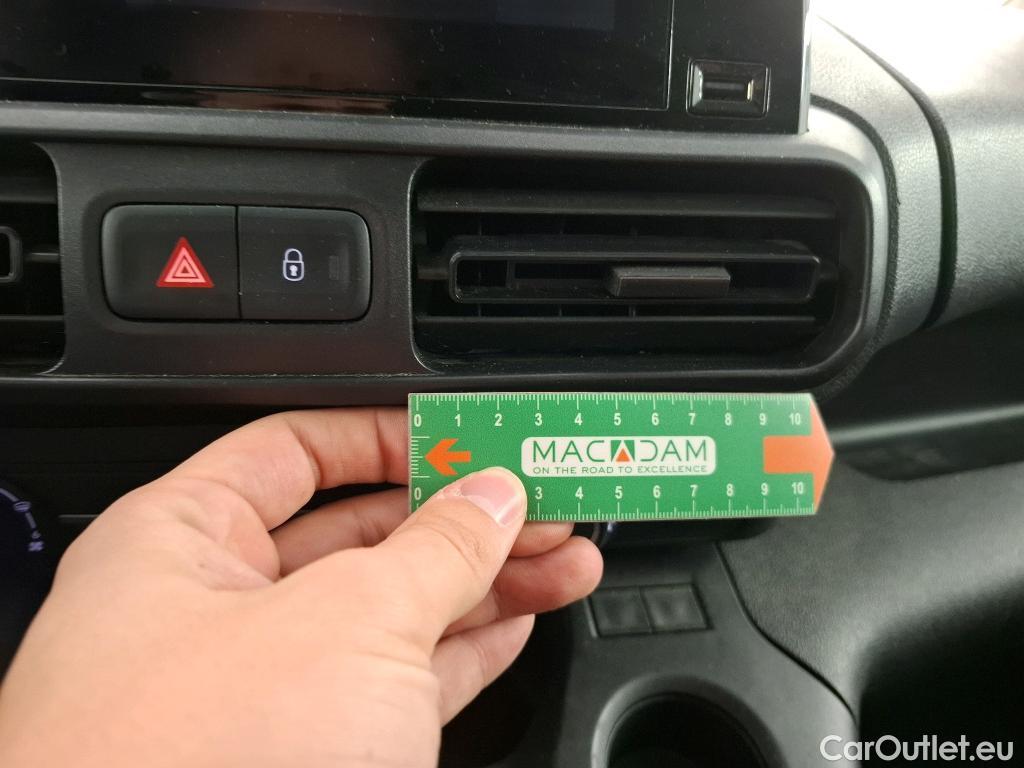 0 1 2 3 4 5 6 7 8 9 10
MACADAM
ON THE ROAD TO EXCELLENCE
0 3 4 5 6 7 8 9 10
CarOutlet.eu